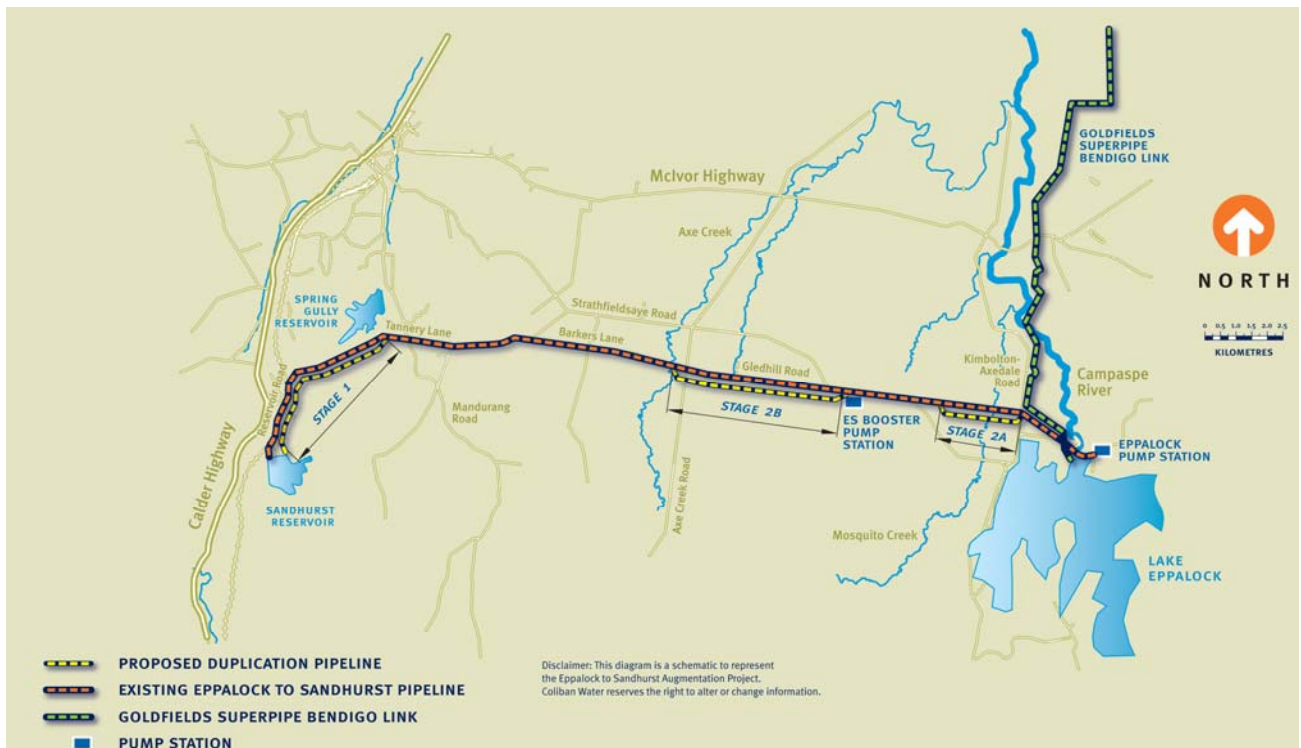 GOLDFIELDS
SUPERPIPE
BENDIGO LINK
McIvor Highway
Axe Creek
NORTH
SPRING
GULLY
RESERVOIR
Strathfieldsaye Road
Tannery Lane
Barkers Lane
0 0.5 1.0 1.5 2.0 2.5
KILOMETRES
Gledhill Road
Kimbolton-
Axedale
Road
Campaspe
River
Reservoir Road
STAGE 1
Mandurang
Road
STAGE 2B
ES BOOSTER
PUMP
STATION
STAGE 2A
EPPALOCK
PUMP STATION
Calder Highway
SANDHURST
RESERVOIR
Axe Creek Road
Mosquito Creek
LAKE
EPPALOCK
PROPOSED DUPLICATION PIPELINE
EXISTING EPPALOCK TO SANDHURST PIPELINE
GOLDFIELDS SUPERPIPE BENDIGO LINK
PUMP STATION
Disclaimer: This diagram is a schematic to represent
the Eppalock to Sandhurst Augmentation Project.
Coliban Water reserves the right to alter or change information.